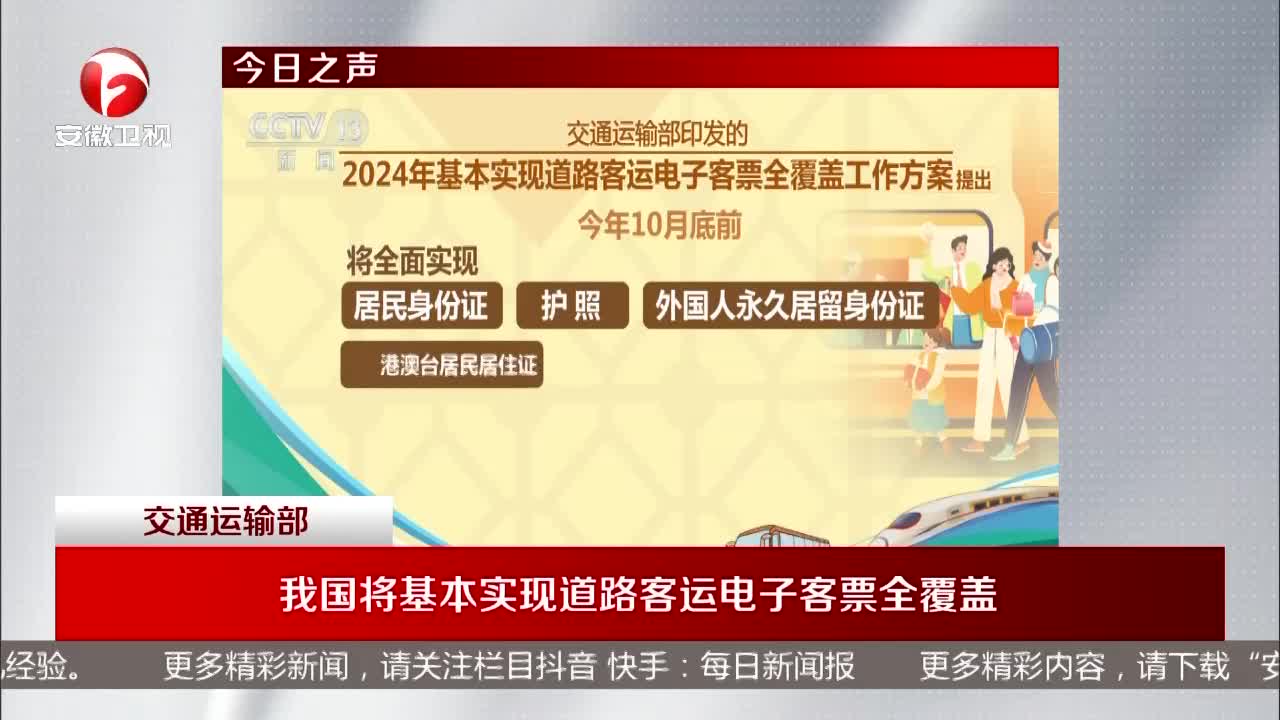 今日之声
安徽卫视
CCTV 13
新闻
交通运输部印发的
2024年基本实现道路客运电子客票全覆盖工作方案提出
今年10月底前
将全面实现
居民身份证 护照 外国人永久居留身份证
港澳台居民居住证
交通运输部
我国将基本实现道路客运电子客票全覆盖
经验。 更多精彩新闻，请关注栏目抖音 快手：每日新闻报 更多精彩内容，请下载“安